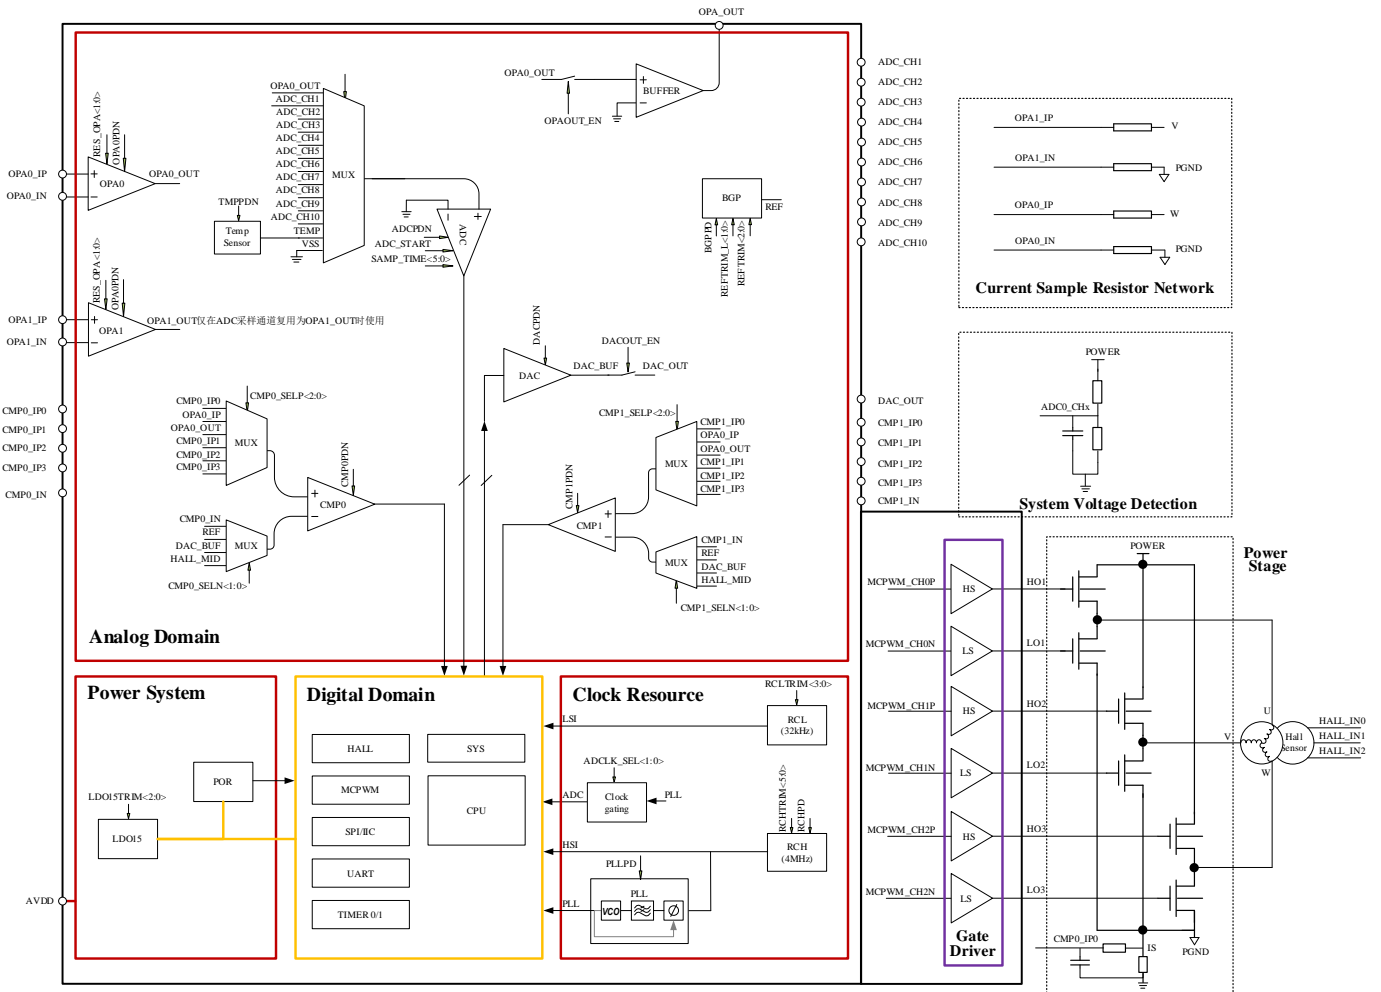 OPA_OUT
OPA0_OUT
BUFFER
OPAOUT_EN
ADC_CH1
ADC_CH2
ADC_CH3
ADC_CH4
ADC_CH5
ADC_CH6
ADC_CH7
ADC_CH8
ADC_CH9
ADC_CH10
OPA1_IP
V
OPA1_IN
PGND
OPA0_IP
W
OPA0_IN
PGND
Current Sample Resistor Network
RES_OPA<1:0>
OPA0PDN
OPA0_IP
OPA0_IN
OPA0
OPA0_OUT
OPA0_OUT
ADC_CH1
ADC_CH2
ADC_CH3
ADC_CH4
ADC_CH5
ADC_CH6
ADC_CH7
ADC_CH8
ADC_CH9
ADC_CH10
TEMP
VSS
MUX
TMPPDN
Temp
Sensor
ADC
ADCPDN
ADC_START
SAMP_TIME<5:0>
BGP
REF
BGPPD
REFTRIM_L<1:0>
REFTRIM<2:0>
RES_OPA<1:0>
OPA0PDN
OPA1_IP
OPA1_IN
OPA1
OPA1_OUT仅在ADC采样通道复用为OPA1_OUT时使用
DACPDN
DACOUT_EN
DAC
DAC_BUF
DAC_OUT
POWER
ADC0_CHx
System Voltage Detection
CMP0_IP0
CMP0_IP1
CMP0_IP2
CMP0_IP3
CMP0_IN
CMP0_SELP<2:0>
CMP0_IP0
OPA0_IP
OPA0_OUT
CMP0_IP1
CMP0_IP2
CMP0_IP3
MUX
CMP0PDN
CMP0
CMP0_IN
REF
DAC_BUF
HALL_MID
MUX
CMP0_SELN<1:0>
CMP1_SELP<2:0>
CMP1_IP0
OPA0_IP
OPA0_OUT
CMP1_IP1
CMP1_IP2
CMP1_IP3
MUX
CMP1PDN
CMP1
CMP1_IN
REF
DAC_BUF
HALL_MID
MUX
CMP1_SELN<1:0>
DAC_OUT
CMP1_IP0
CMP1_IP1
CMP1_IP2
CMP1_IP3
CMP1_IN
Analog Domain
Power System
POR
LDO15TRIM<2:0>
LDO15
AVDD
Digital Domain
HALL
SYS
MCPWM
CPU
SPI/IIC
UART
TIMER 0/1
Clock Resource
RCLTRIM<3:0>
LSI
RCL
(32kHz)
ADCLK_SEL<1:0>
ADC
Clock
gating
PLL
RCHTRIM<5:0>
RCHPD
HSI
RCH
(4MHz)
PLLPD
PLL
PLL
VCO
MCPWM_CH0P
HS
HO1
MCPWM_CH0N
LS
LO1
MCPWM_CH1P
HS
HO2
MCPWM_CH1N
LS
LO2
MCPWM_CH2P
HS
HO3
MCPWM_CH2N
LS
LO3
Gate
Driver
POWER
Power
Stage
U
V
W
Hall
Sensor
HALL_IN0
HALL_IN1
HALL_IN2
CMP0_IP0
IS
PGND